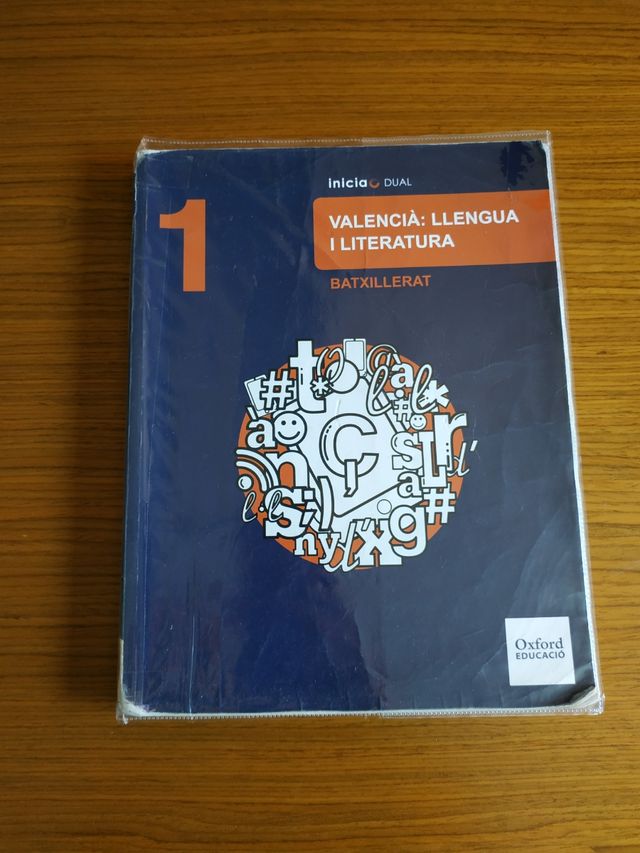 inicia DUAL
1
VALENCIÀ: LLENGUA
I LITERATURA
BATXILLERAT
Oxford
EDUCACIÓ